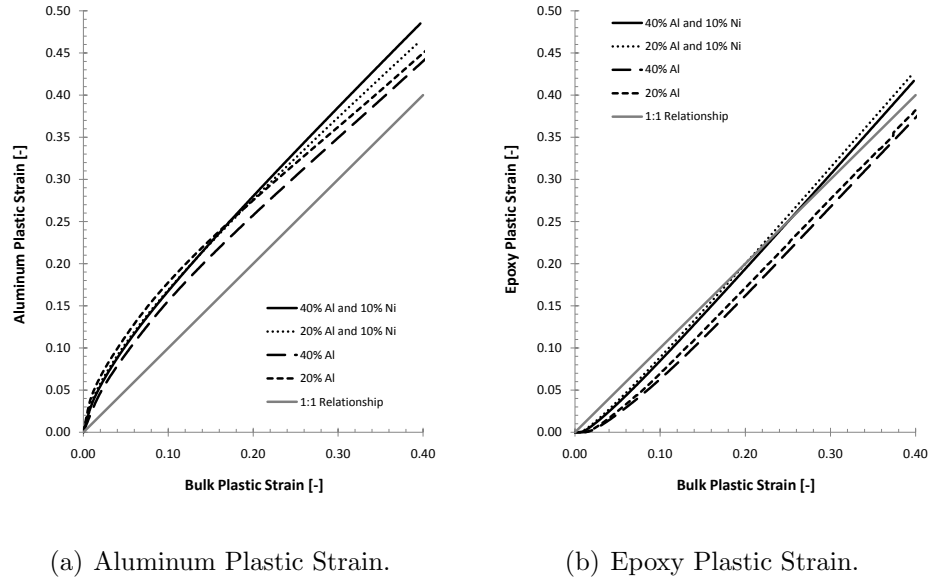 0.50
0.45
0.40
0.35
0.30
0.25
0.20
0.15
0.10
0.05
0.00
Aluminum Plastic Strain [-]
40% Al and 10% Ni
20% Al and 10% Ni
40% Al
20% Al
1:1 Relationship
0.00 0.10 0.20 0.30 0.40
Bulk Plastic Strain [-]
(a) Aluminum Plastic Strain.
0.50
0.45
0.40
0.35
0.30
0.25
0.20
0.15
0.10
0.05
0.00
Epoxy Plastic Strain [-]
40% Al and 10% Ni
20% Al and 10% Ni
40% Al
20% Al
1:1 Relationship
0.00 0.10 0.20 0.30 0.40
Bulk Plastic Strain [-]
(b) Epoxy Plastic Strain.